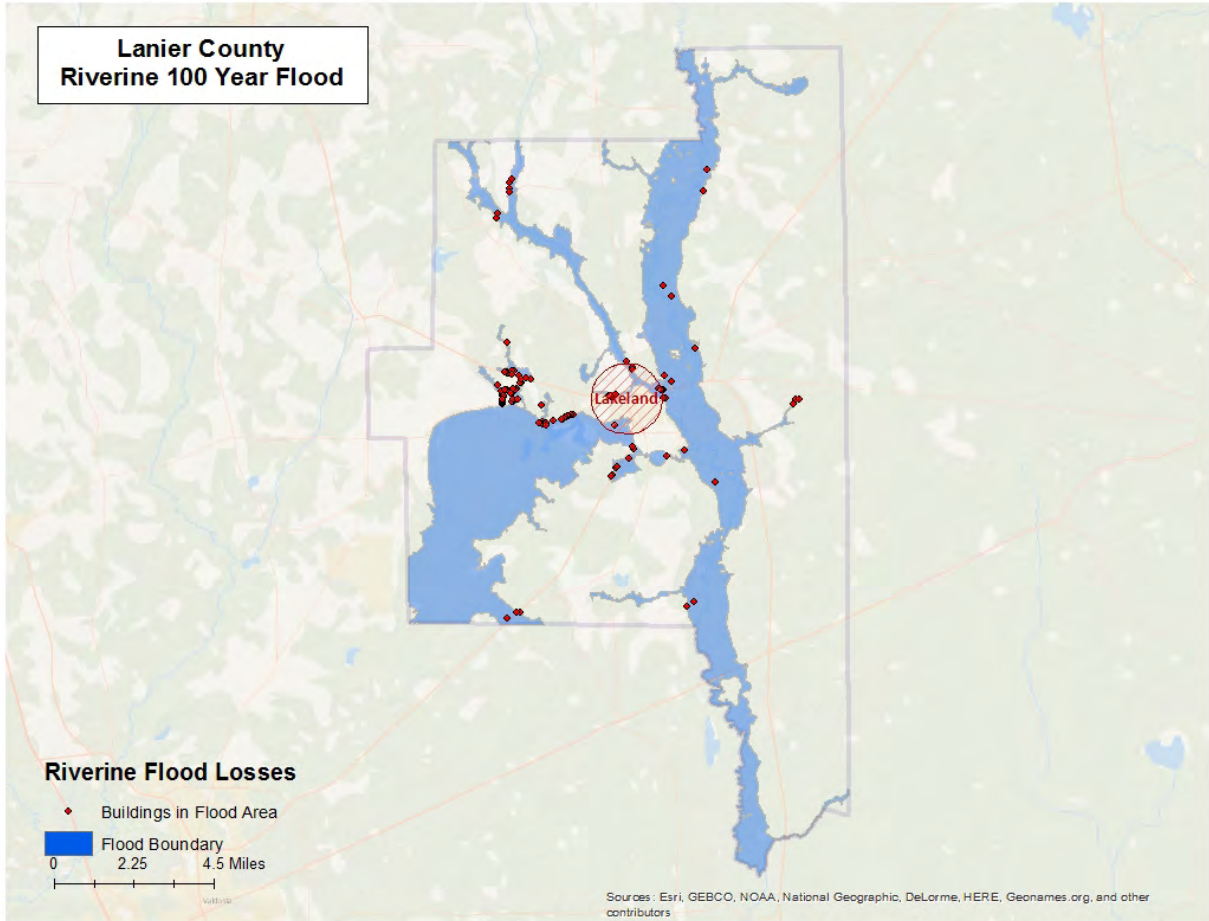 Lanier County
Riverine 100 Year Flood
Lakeland
Riverine Flood Losses
Buildings in Flood Area
Flood Boundary
0 2.25 4.5 Miles
Valdosta
Sources: Esri, GEBCO, NOAA, National Geographic, DeLorme, HERE, Geonames.org, and other
contributors